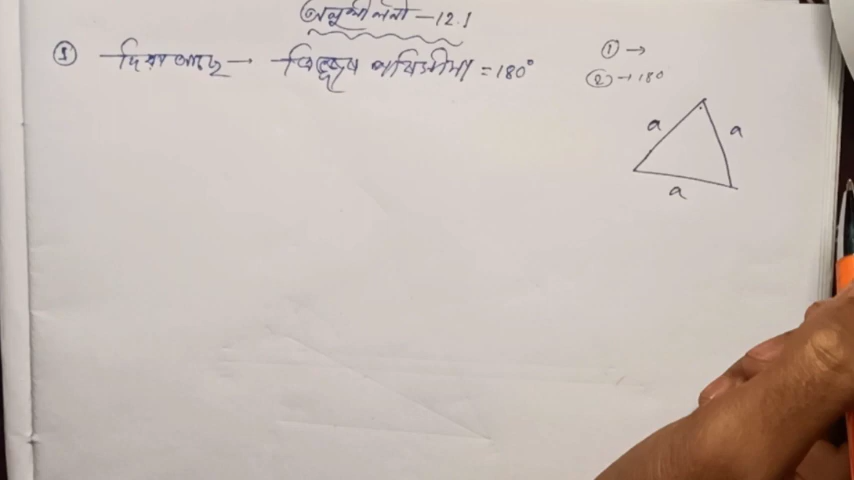 অনুশীলনী – 12.1
① দিয়া আছে → ত্রিভুজৰ পৰিসীমা = 180°
① →
② → 180
a
a
a